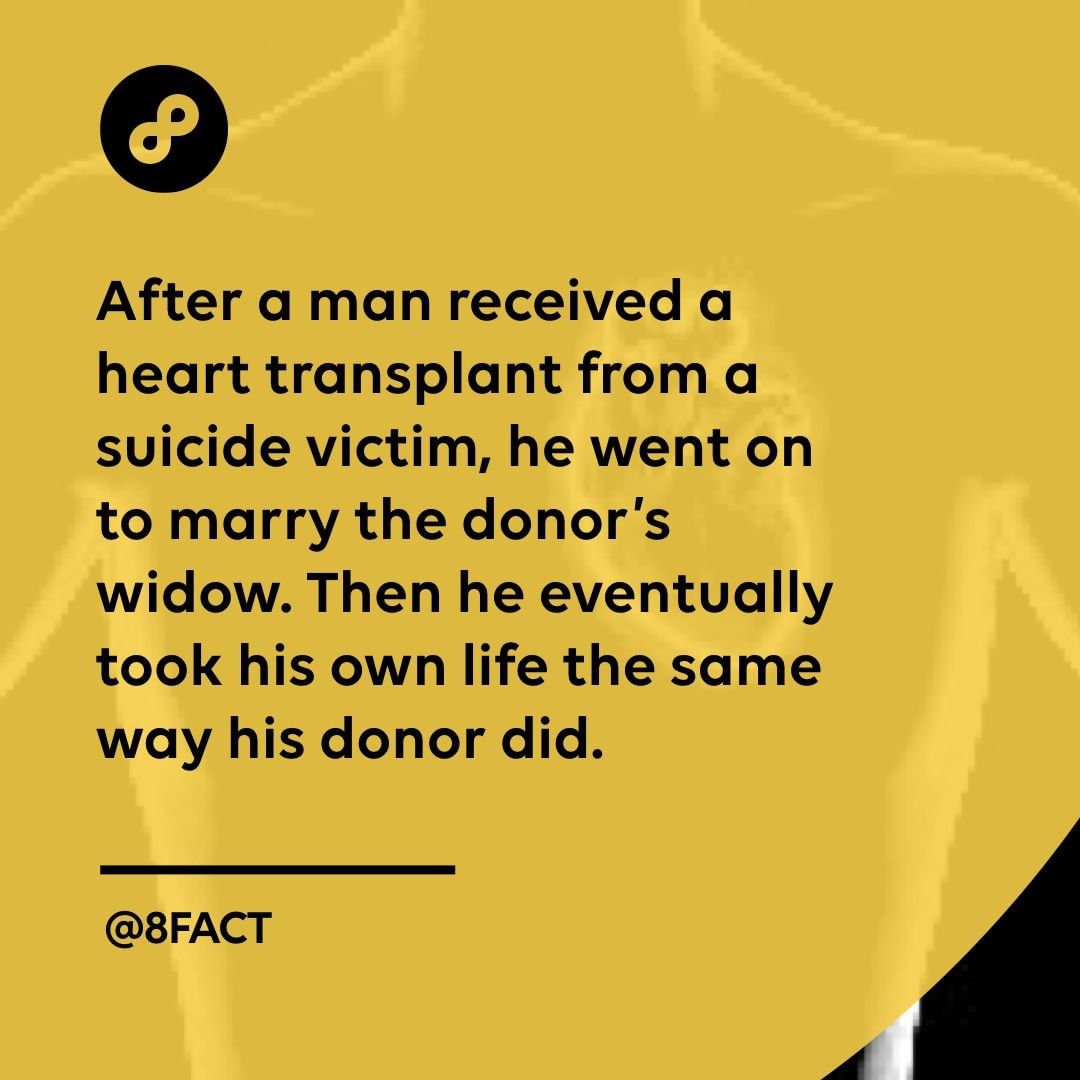 After a man received a
heart transplant from a
suicide victim, he went on
to marry the donor’s
widow. Then he eventually
took his own life the same
way his donor did.
@8FACT